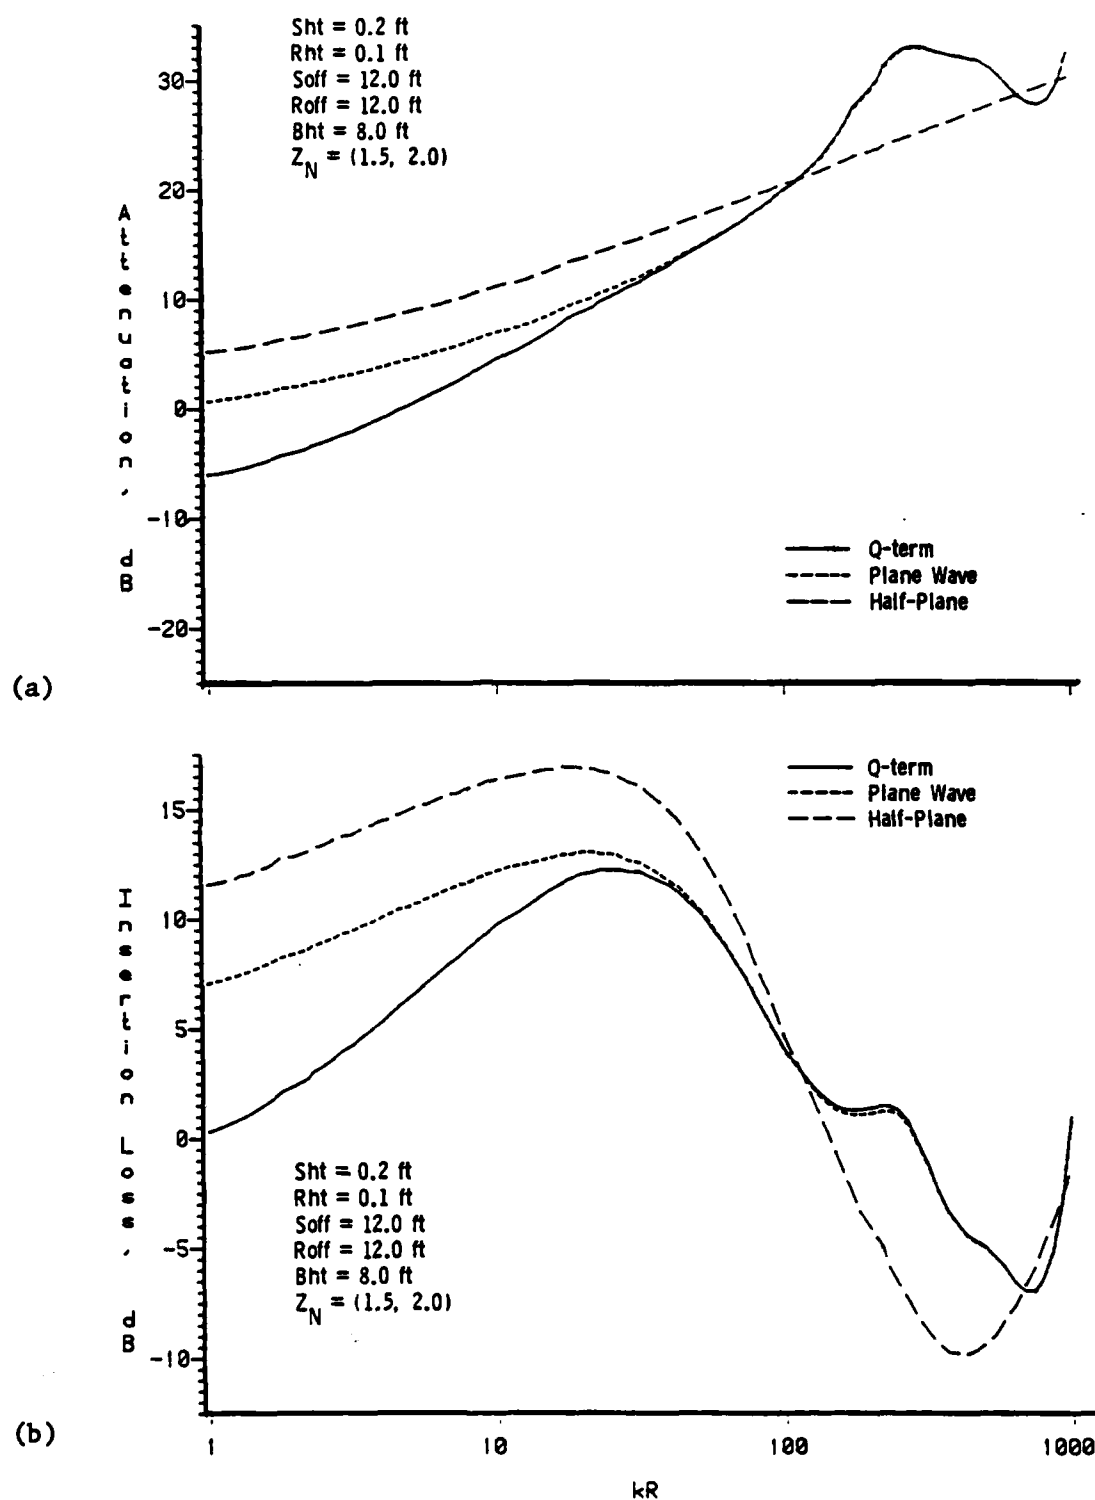 Sht = 0.2 ft
Rht = 0.1 ft
Soff = 12.0 ft
Roff = 12.0 ft
Bht = 8.0 ft
Z_N = (1.5, 2.0)
30
20
10
0
-10
-20
Attenuation, dB
Q-term
Plane Wave
Half-Plane
(a)
Q-term
Plane Wave
Half-Plane
15
10
5
0
-5
-10
Insertion Loss, dB
Sht = 0.2 ft
Rht = 0.1 ft
Soff = 12.0 ft
Roff = 12.0 ft
Bht = 8.0 ft
Z_N = (1.5, 2.0)
(b)
1 10 100 1000
kR